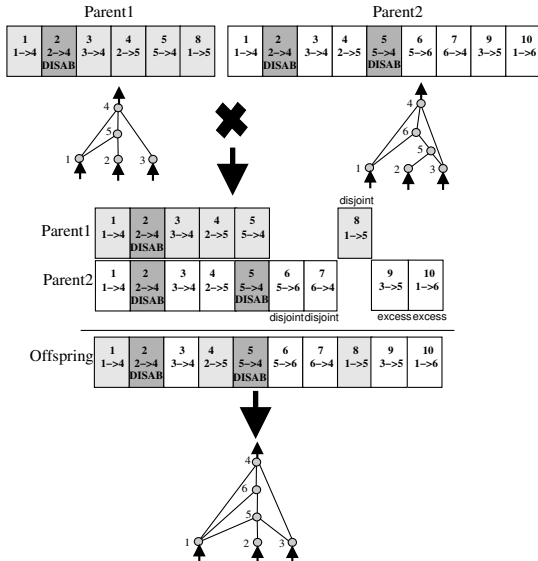 Parent1 Parent2
1 2 3 4 5 8 1 2 3 4 5 6 7 9 10
1->4 2->4 3->4 2->5 5->4 1->5 1->4 2->4 3->4 2->5 5->4 5->6 6->4 3->5 1->6
DISAB DISAB DISAB
4 4
5 6
5
1 2 3 1 2 3
disjoint
Parent1 1 2 3 4 5 8
1->4 2->4 3->4 2->5 5->4 1->5
DISAB
Parent2 1 2 3 4 5 6 7 9 10
1->4 2->4 3->4 2->5 5->4 5->6 6->4 3->5 1->6
DISAB DISAB
disjoint disjoint excess excess
Offspring 1 2 3 4 5 6 7 8 9 10
1->4 2->4 3->4 2->5 5->4 5->6 6->4 1->5 3->5 1->6
DISAB DISAB
4
6
5
1 2 3